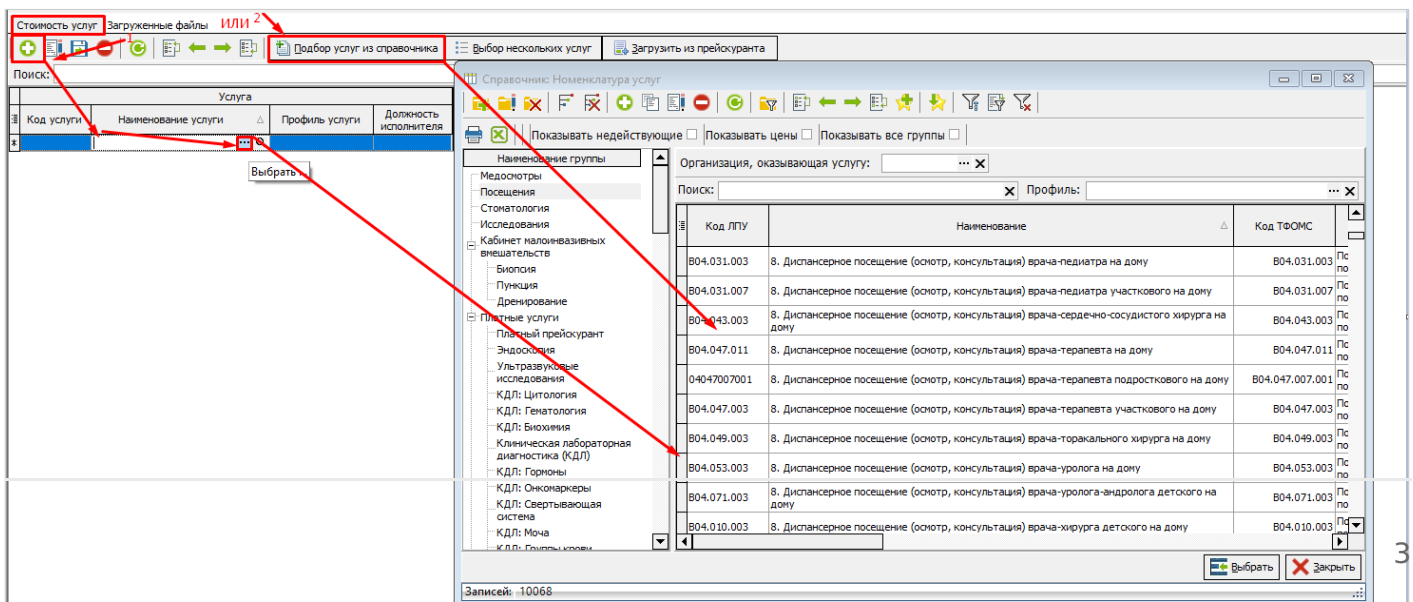 Стоимость услуг Загруженные файлы ИЛИ 2
1
Подбор услуг из справочника Выбор нескольких услуг Загрузить из прейскуранта
Поиск:
Услуга
Код услуги Наименование услуги Профиль услуги Должность исполнителя
Выбрать
Справочник: Номенклатура услуг
Показывать недействующие Показывать цены Показывать все группы
Наименование группы
Медосмотры
Посещения
Стоматология
Исследования
Кабинет малоинвазивных
вмешательств
Биопсия
Пункция
Дренирование
Платные услуги
Платный прейскурант
Эндоскопия
Ультразвуковые
исследования
КДЛ: Цитология
КДЛ: Гематология
КДЛ: Биохимия
Клиническая лабораторная
диагностика (КДЛ)
КДЛ: Гормоны
КДЛ: Онкомаркеры
КДЛ: Свертывающая
система
КДЛ: Моча
КДЛ: Группы крови
Организация, оказывающая услугу:
Поиск: Профиль:
Код ЛПУ Наименование Код ТФОМС
B04.031.003 8. Диспансерное посещение (осмотр, консультация) врача-педиатра на дому B04.031.003
B04.031.007 8. Диспансерное посещение (осмотр, консультация) врача-педиатра участкового на дому B04.031.007
B04.043.003 8. Диспансерное посещение (осмотр, консультация) врача-сердечно-сосудистого хирурга на
дому B04.043.003
B04.047.011 8. Диспансерное посещение (осмотр, консультация) врача-терапевта на дому B04.047.011
04047007001 8. Диспансерное посещение (осмотр, консультация) врача-терапевта подросткового на дому B04.047.007.001
B04.047.003 8. Диспансерное посещение (осмотр, консультация) врача-терапевта участкового на дому B04.047.003
B04.049.003 8. Диспансерное посещение (осмотр, консультация) врача-торакального хирурга на дому B04.049.003
B04.053.003 8. Диспансерное посещение (осмотр, консультация) врача-уролога на дому B04.053.003
B04.071.003 8. Диспансерное посещение (осмотр, консультация) врача-уролога-андролога детского на
дому B04.071.003
B04.010.003 8. Диспансерное посещение (осмотр, консультация) врача-хирурга детского на дому B04.010.003
Выбрать Закрыть
Записей: 10068
3